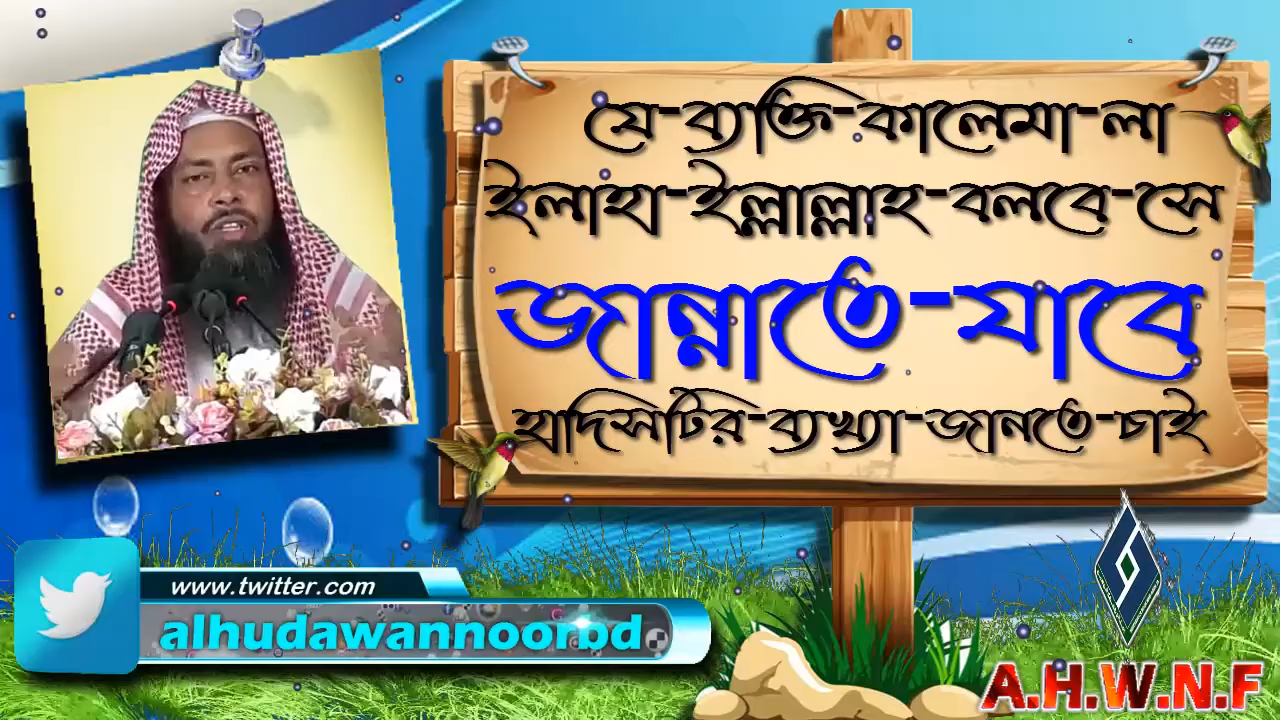 যে-ব্যক্তি-কালেমা-লা
ইলাহা-ইল্লাল্লাহ-বলবে-সে
জান্নাতে-যাবে
হাদিসটির-ব্যখ্যা-জানতে-চাই
www.twitter.com
alhudawannoorbd
A.H.W.N.F